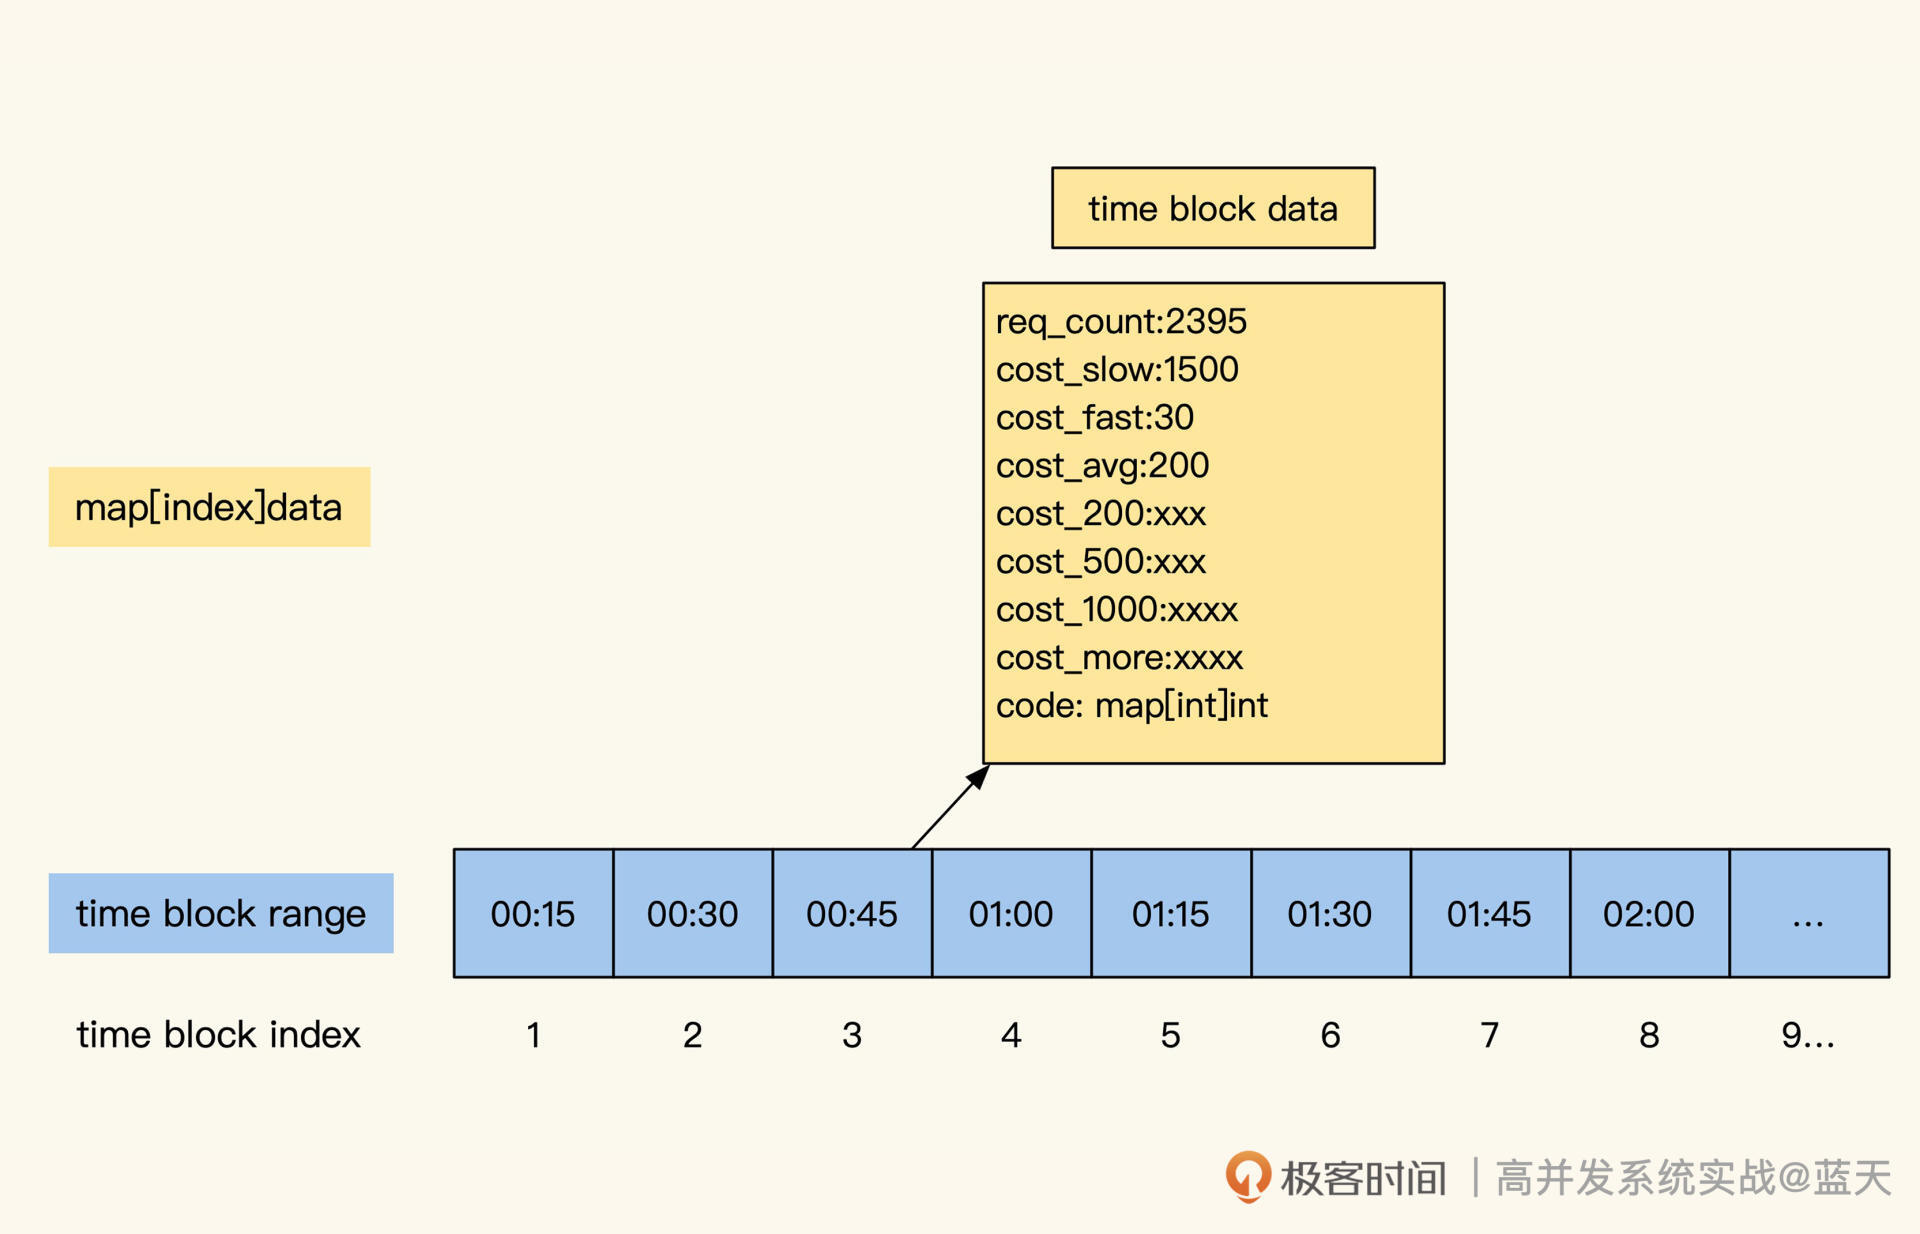 time block data
req_count:2395
cost_slow:1500
cost_fast:30
cost_avg:200
cost_200:xxx
cost_500:xxx
cost_1000:xxxx
cost_more:xxxx
code: map[int]int
map[index]data
time block range 00:15 00:30 00:45 01:00 01:15 01:30 01:45 02:00 ...
time block index 1 2 3 4 5 6 7 8 9...
极客时间 | 高并发系统实战@蓝天